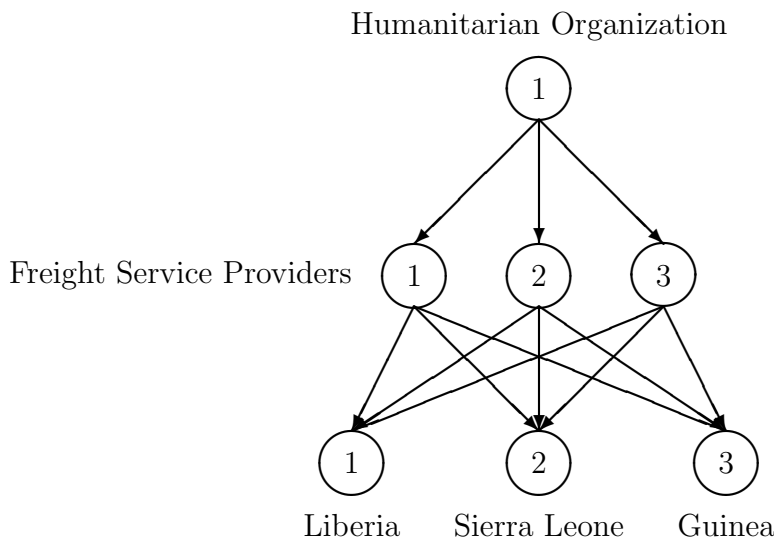 Humanitarian Organization
1
Freight Service Providers
1
2
3
1
2
3
Liberia
Sierra Leone
Guinea